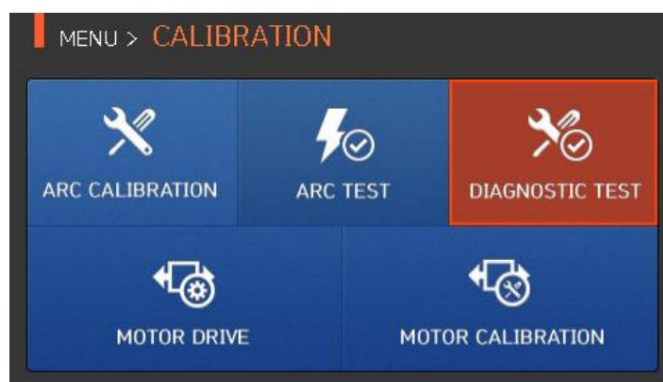 MENU > CALIBRATION
ARC CALIBRATION
ARC TEST
DIAGNOSTIC TEST
MOTOR DRIVE
MOTOR CALIBRATION